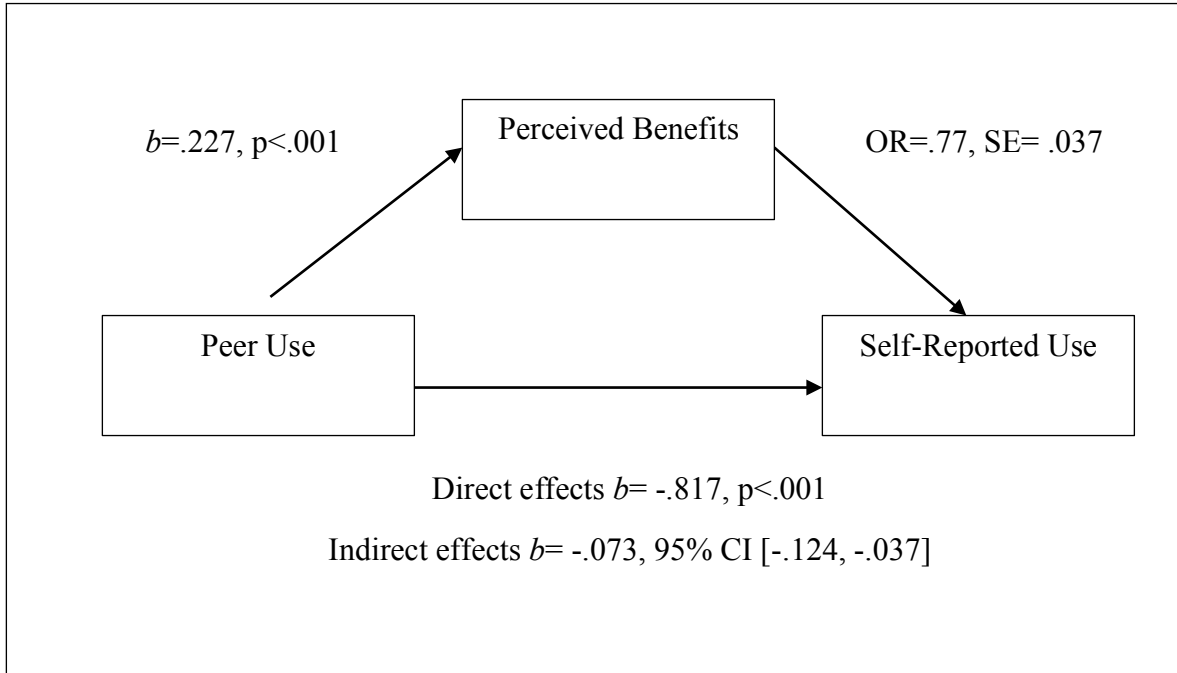 Perceived Benefits
b=.227, p<.001
OR=.77, SE= .037
Peer Use
Self-Reported Use
Direct effects b= -.817, p<.001
Indirect effects b= -.073, 95% CI [-.124, -.037]